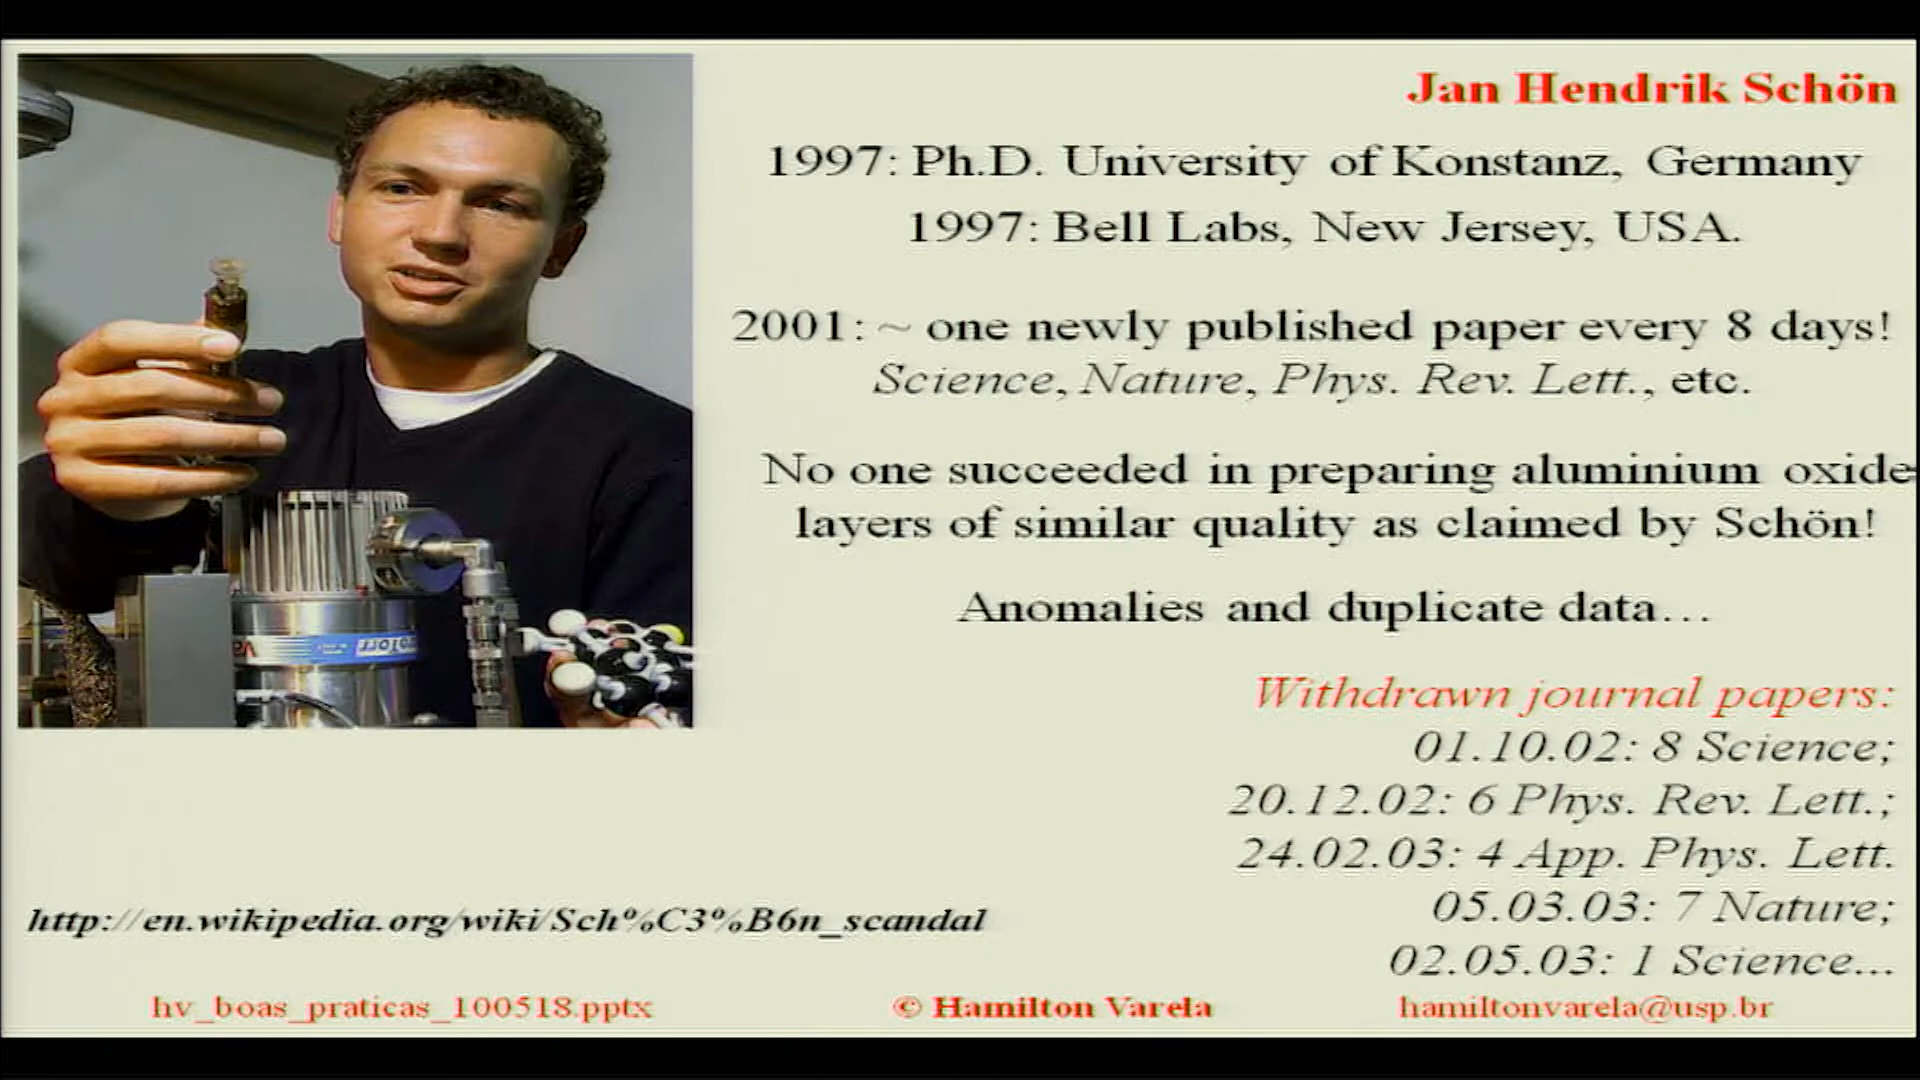 Jan Hendrik Schön
1997: Ph.D. University of Konstanz, Germany
1997: Bell Labs, New Jersey, USA.
2001: ~ one newly published paper every 8 days!
Science, Nature, Phys. Rev. Lett., etc.
No one succeeded in preparing aluminium oxide
layers of similar quality as claimed by Schön!
Anomalies and duplicate data...
Withdrawn journal papers:
01.10.02: 8 Science;
20.12.02: 6 Phys. Rev. Lett.;
24.02.03: 4 App. Phys. Lett.
05.03.03: 7 Nature;
02.05.03: 1 Science...
http://en.wikipedia.org/wiki/Sch%C3%B6n_scandal
hv_boas_praticas_100518.pptx
© Hamilton Varela
hamiltonvarela@usp.br